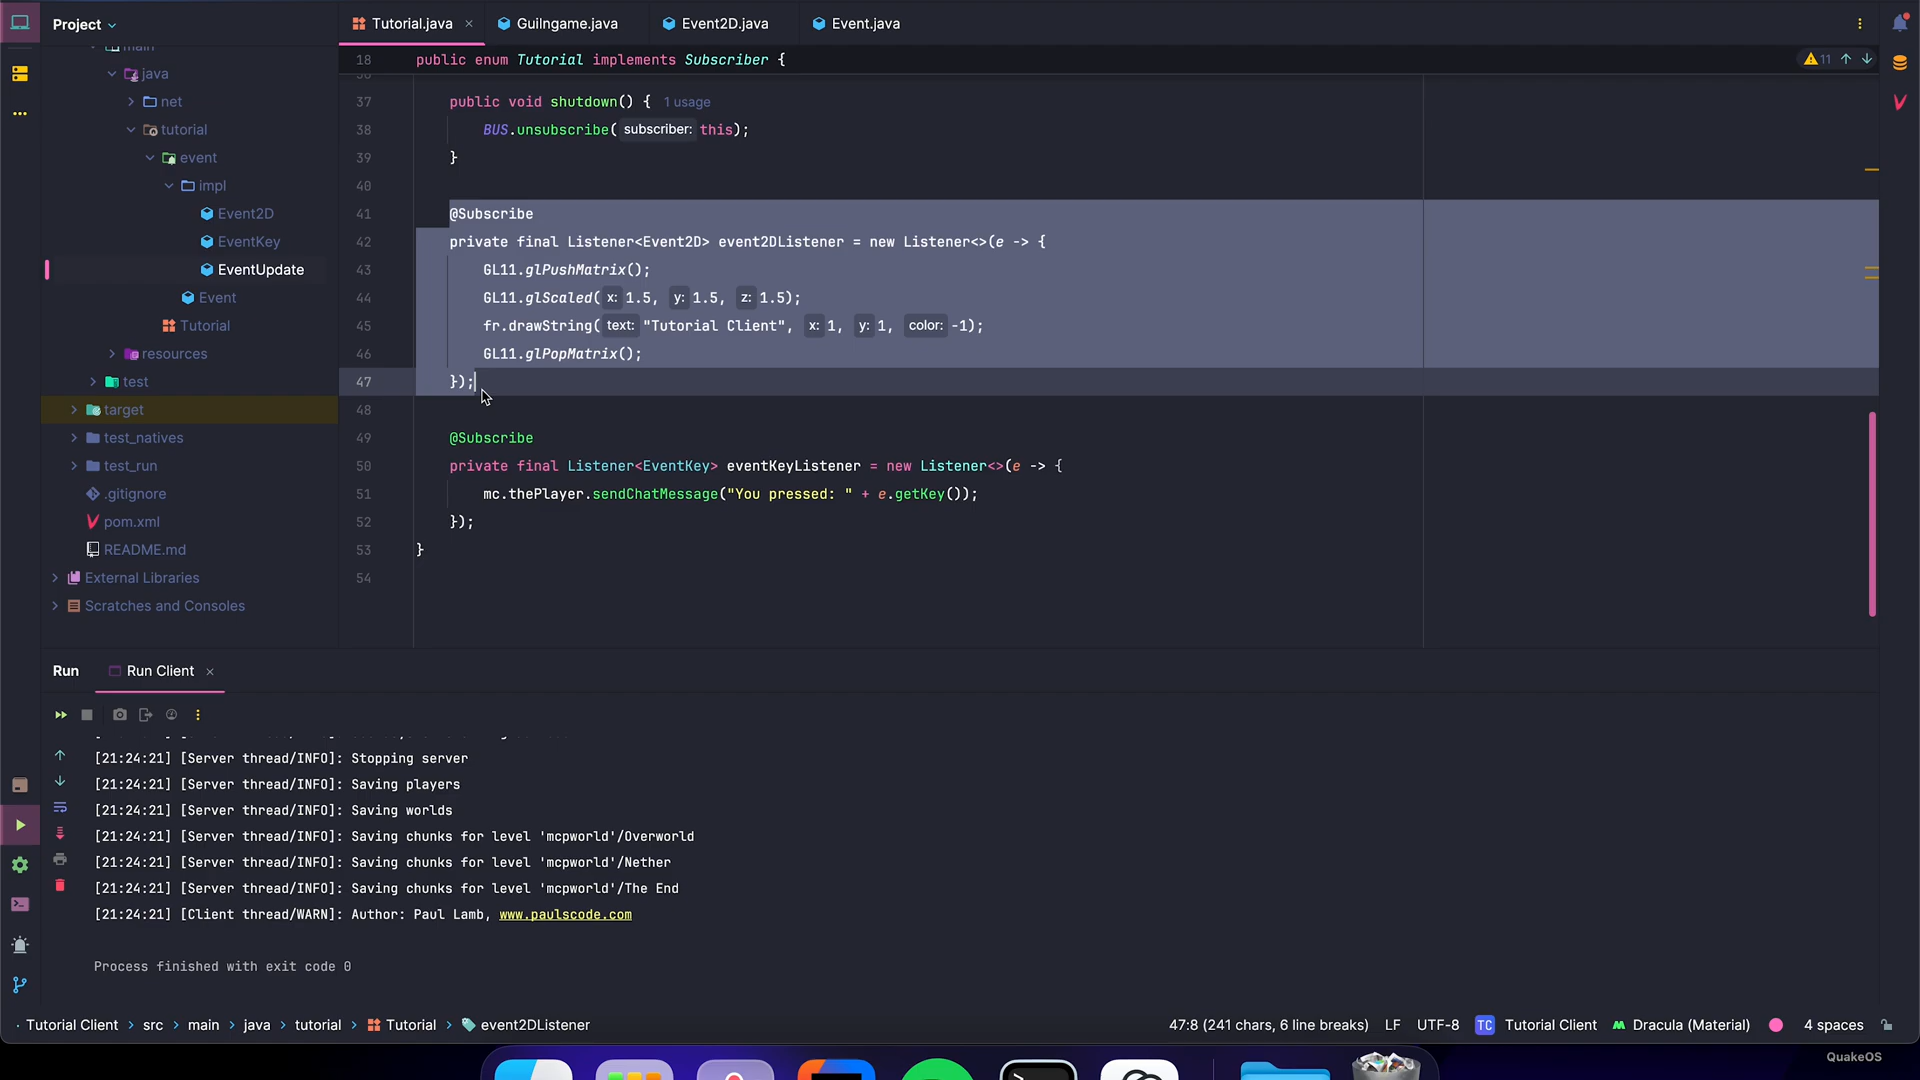 Project
Tutorial.java
GuiIngame.java
Event2D.java
Event.java
main
java
net
tutorial
event
impl
Event2D
EventKey
EventUpdate
Event
Tutorial
resources
test
target
test_natives
test_run
.gitignore
pom.xml
README.md
External Libraries
Scratches and Consoles
18 public enum Tutorial implements Subscriber {
11
37 public void shutdown() { 1 usage
38 BUS.unsubscribe( subscriber: this);
39 }
40
41 @Subscribe
42 private final Listener<Event2D> event2DListener = new Listener<>(e -> {
43 GL11.glPushMatrix();
44 GL11.glScaled( x: 1.5, y: 1.5, z: 1.5);
45 fr.drawString( text: "Tutorial Client", x: 1, y: 1, color: -1);
46 GL11.glPopMatrix();
47 });
48
49 @Subscribe
50 private final Listener<EventKey> eventKeyListener = new Listener<>(e -> {
51 mc.thePlayer.sendChatMessage("You pressed: " + e.getKey());
52 });
53 }
54
Run
Run Client
[21:24:21] [Server thread/INFO]: Stopping server
[21:24:21] [Server thread/INFO]: Saving players
[21:24:21] [Server thread/INFO]: Saving worlds
[21:24:21] [Server thread/INFO]: Saving chunks for level 'mcpworld'/Overworld
[21:24:21] [Server thread/INFO]: Saving chunks for level 'mcpworld'/Nether
[21:24:21] [Server thread/INFO]: Saving chunks for level 'mcpworld'/The End
[21:24:21] [Client thread/WARN]: Author: Paul Lamb, www.paulscode.com
Process finished with exit code 0
Tutorial Client > src > main > java > tutorial > Tutorial > event2DListener
47:8 (241 chars, 6 line breaks) LF UTF-8 TC Tutorial Client Dracula (Material) 4 spaces
QuakeOS